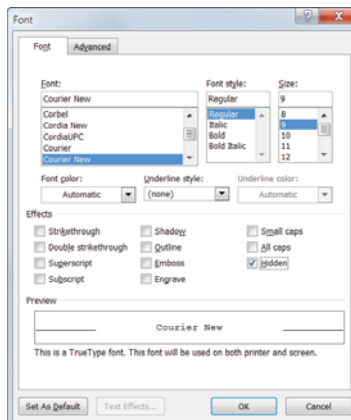 Font
Font Advanced
Font: Font style: Size:
Courier New Regular 9
Corbel Regular 8
Cordia New Italic 9
CordiaUPC Bold 10
Courier Bold Italic 11
Courier New 12
Font color: Underline style: Underline color:
Automatic (none) Automatic
Effects
Strikethrough Shadow Small caps
Double strikethrough Outline All caps
Superscript Emboss Hidden
Subscript Engrave
Preview
Courier New
This is a TrueType font. This font will be used on both printer and screen.
Set As Default Text Effects... OK Cancel